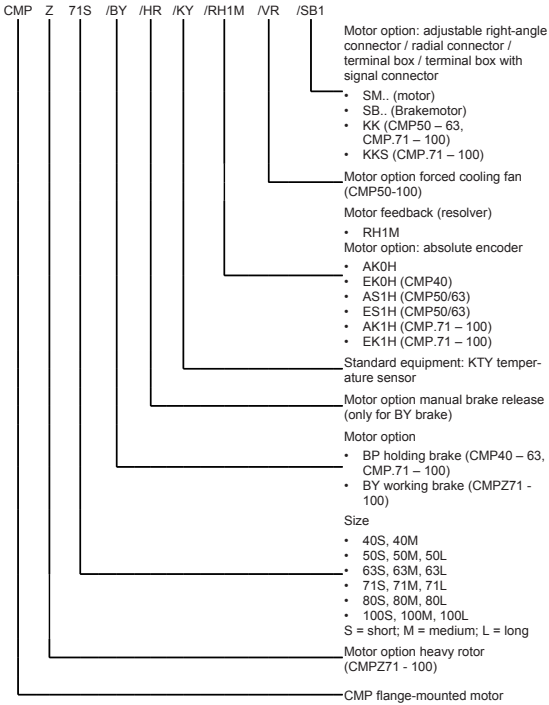 CMP Z 71S /BY /HR /KY /RH1M /VR /SB1
Motor option: adjustable right-angle
connector / radial connector /
terminal box / terminal box with
signal connector
• SM.. (motor)
• SB.. (Brakemotor)
• KK (CMP50 – 63,
CMP.71 – 100)
• KKS (CMP.71 – 100)
Motor option forced cooling fan
(CMP50-100)
Motor feedback (resolver)
• RH1M
Motor option: absolute encoder
• AK0H
• EK0H (CMP40)
• AS1H (CMP50/63)
• ES1H (CMP50/63)
• AK1H (CMP.71 – 100)
• EK1H (CMP.71 – 100)
Standard equipment: KTY temper-
ature sensor
Motor option manual brake release
(only for BY brake)
Motor option
• BP holding brake (CMP40 – 63,
CMP.71 – 100)
• BY working brake (CMPZ71 -
100)
Size
• 40S, 40M
• 50S, 50M, 50L
• 63S, 63M, 63L
• 71S, 71M, 71L
• 80S, 80M, 80L
• 100S, 100M, 100L
S = short; M = medium; L = long
Motor option heavy rotor
(CMPZ71 - 100)
CMP flange-mounted motor